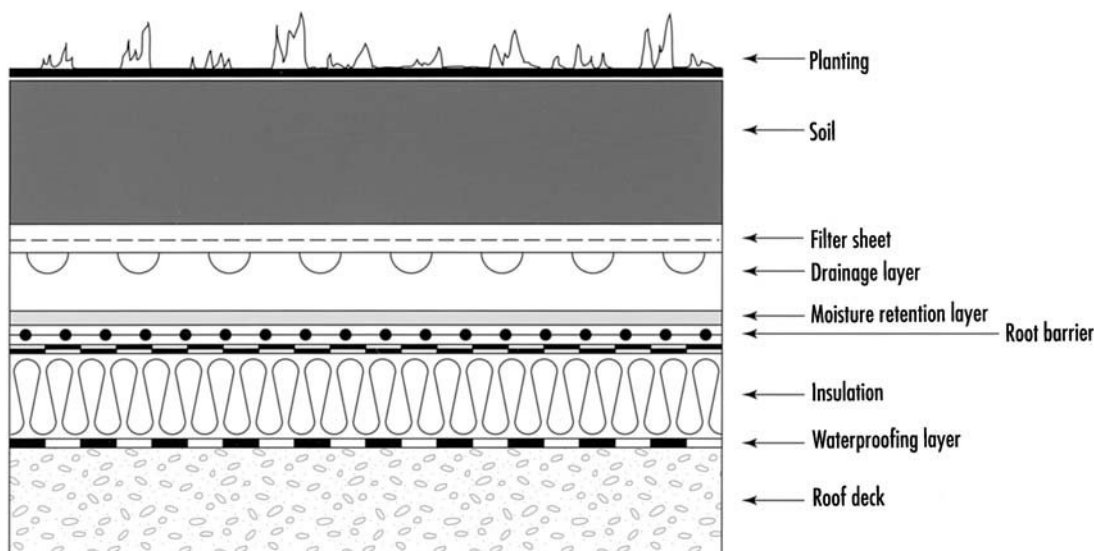 Planting
Soil
Filter sheet
Drainage layer
Moisture retention layer
Root barrier
Insulation
Waterproofing layer
Roof deck